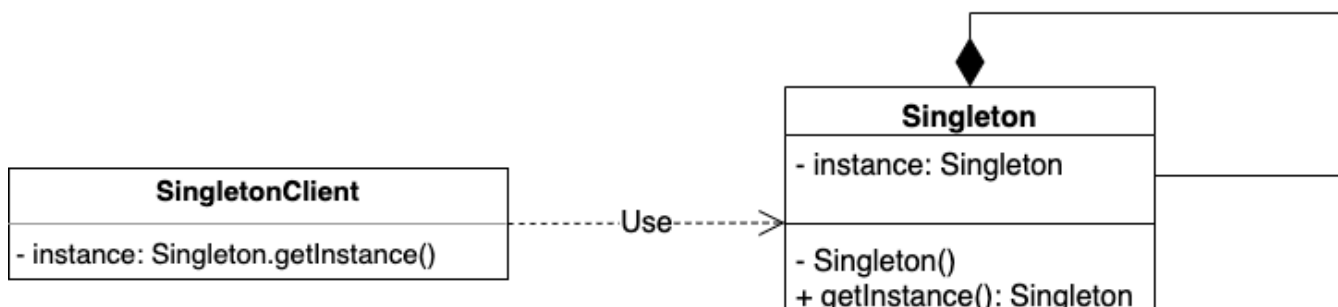 SingletonClient
- instance: Singleton.getInstance()
Use
Singleton
- instance: Singleton
- Singleton()
+ getInstance(): Singleton